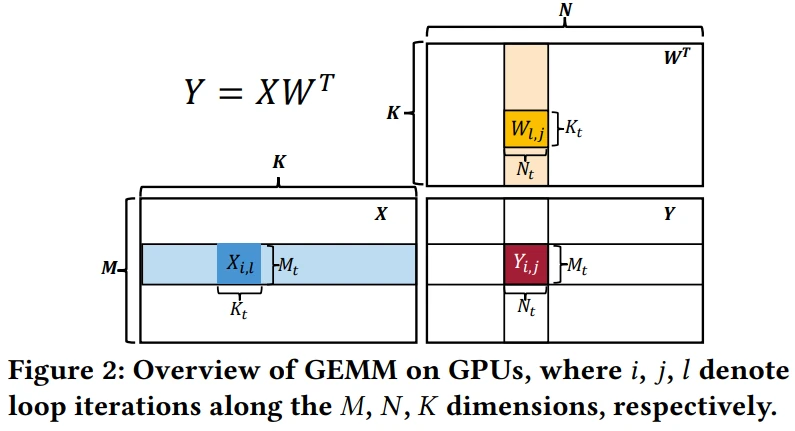 N
W^T
Y = XW^T
K
W_{l,j}
K_t
N_t
K
X
Y
M
X_{i,l}
M_t
Y_{i,j}
M_t
K_t
N_t
Figure 2: Overview of GEMM on GPUs, where i, j, l denote
loop iterations along the M, N, K dimensions, respectively.